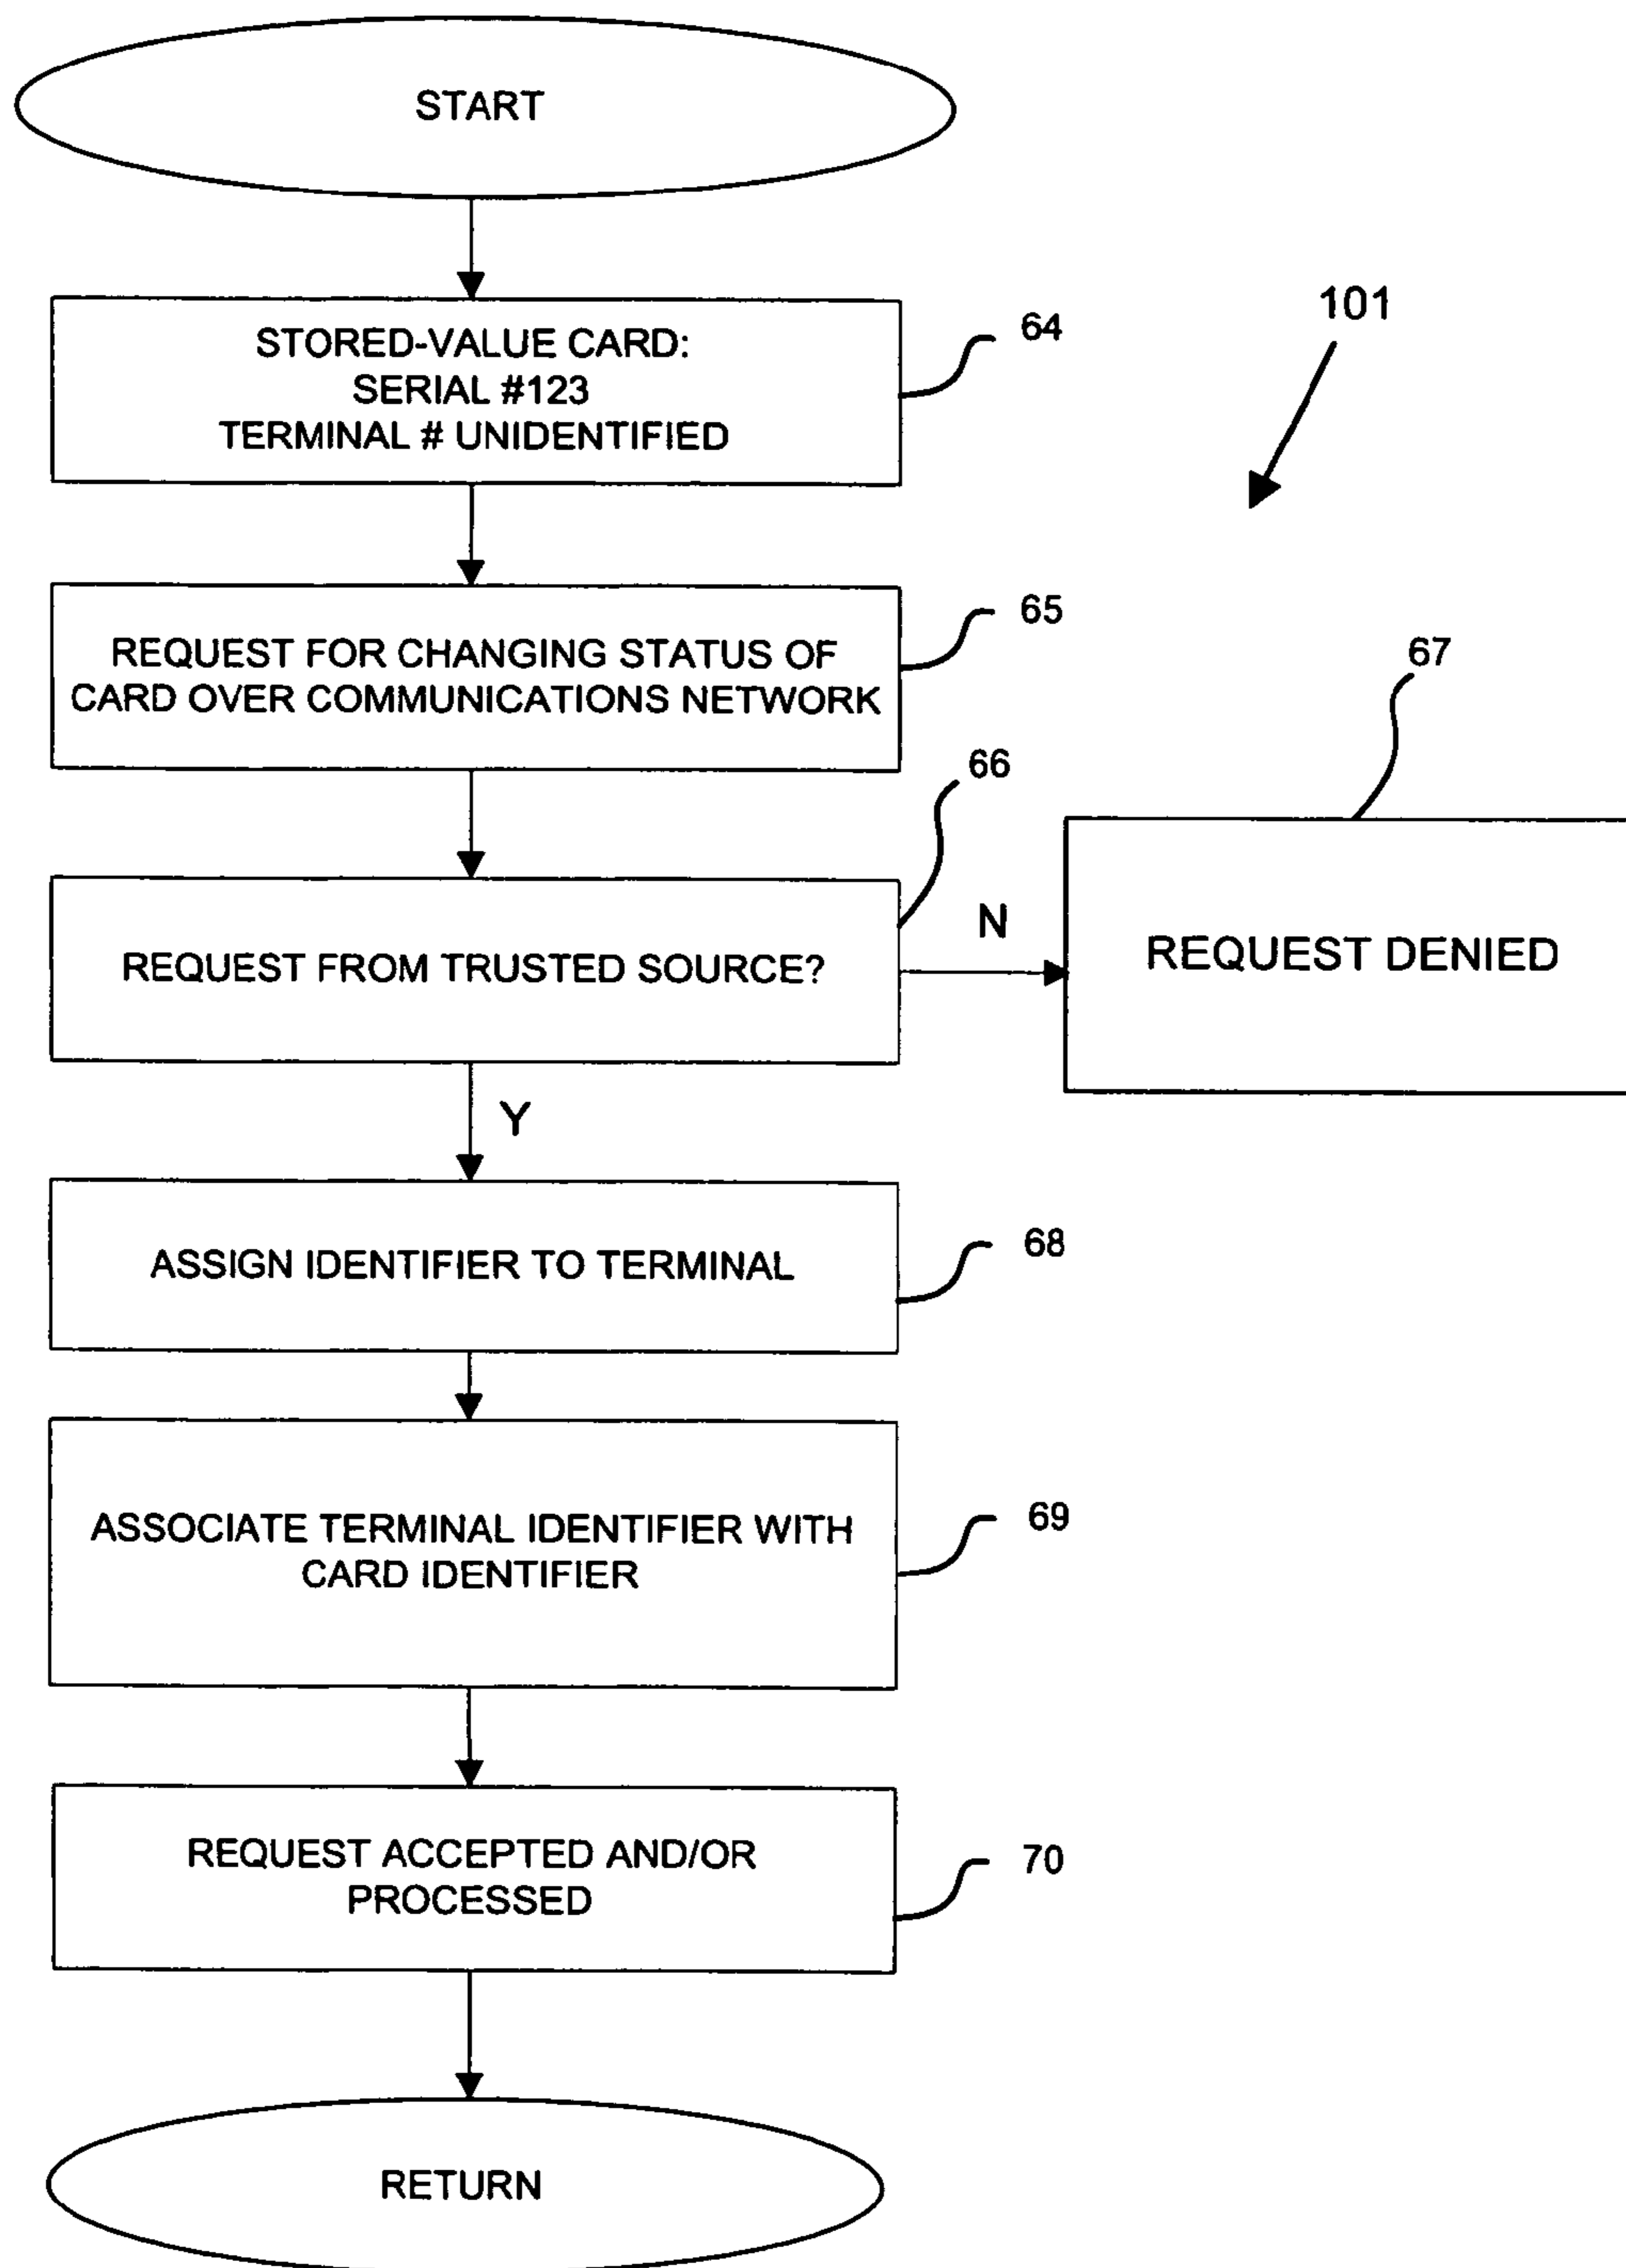 START
STORED-VALUE CARD:
SERIAL #123
TERMINAL # UNIDENTIFIED
64
101
REQUEST FOR CHANGING STATUS OF
CARD OVER COMMUNICATIONS NETWORK
65
67
66
REQUEST FROM TRUSTED SOURCE?
N
REQUEST DENIED
Y
ASSIGN IDENTIFIER TO TERMINAL
68
ASSOCIATE TERMINAL IDENTIFIER WITH
CARD IDENTIFIER
69
REQUEST ACCEPTED AND/OR
PROCESSED
70
RETURN